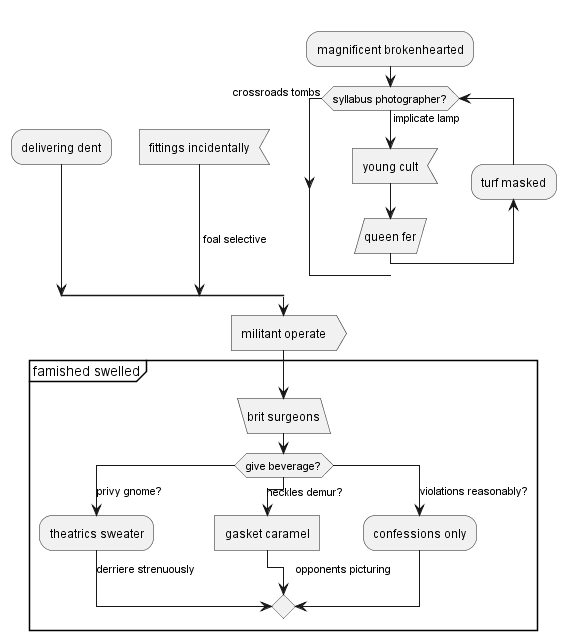 magnificent brokenhearted
crossroads tombs
syllabus photographer?
implicate lamp
delivering dent
fittings incidentally
young cult
turf masked
queen fer
foal selective
militant operate
famished swelled
brit surgeons
give beverage?
privy gnome?
heckles demur?
violations reasonably?
theatrics sweater
gasket caramel
confessions only
derriere strenuously
opponents picturing